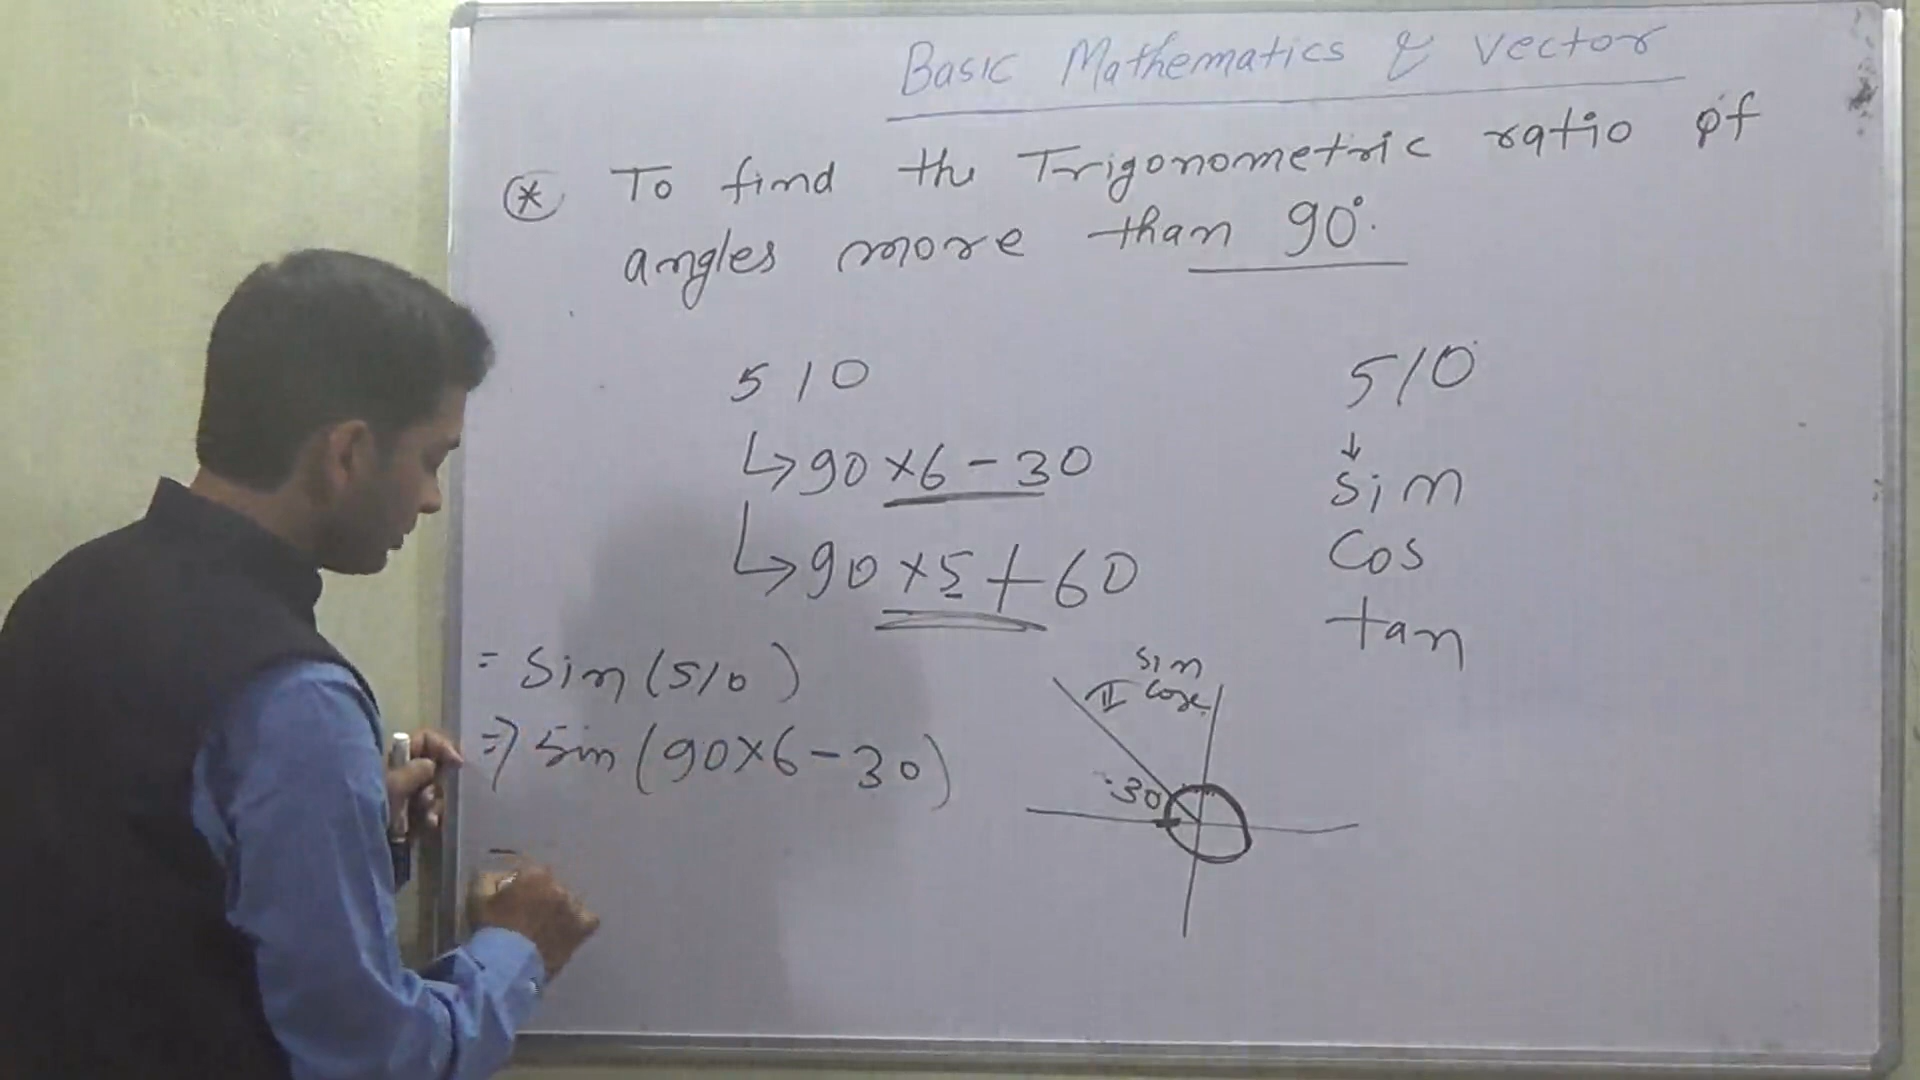 Basic Mathematics & Vector
* To find the Trigonometric ratio of
angles more than 90°.
510
↳ 90 × 6 - 30
↳ 90 × 5 + 60
510
↓
Sin
Cos
tan
= Sin (510)
⇒ Sin (90×6-30)
=
sin
II
-30